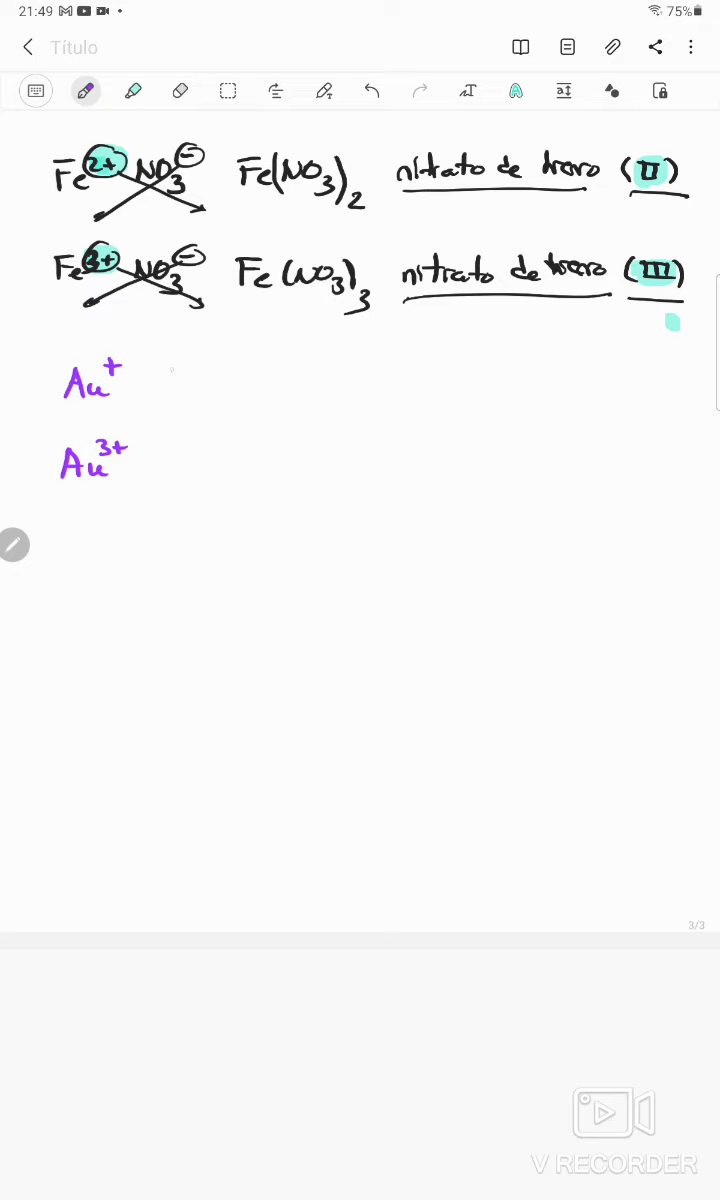 21:49 75%
Título
Fe2+ NO3− Fe(NO3)2 nitrato de hierro (II)
Fe3+ NO3− Fe(NO3)3 nitrato de hierro (III)
Au+
Au3+
3/3
V RECORDER